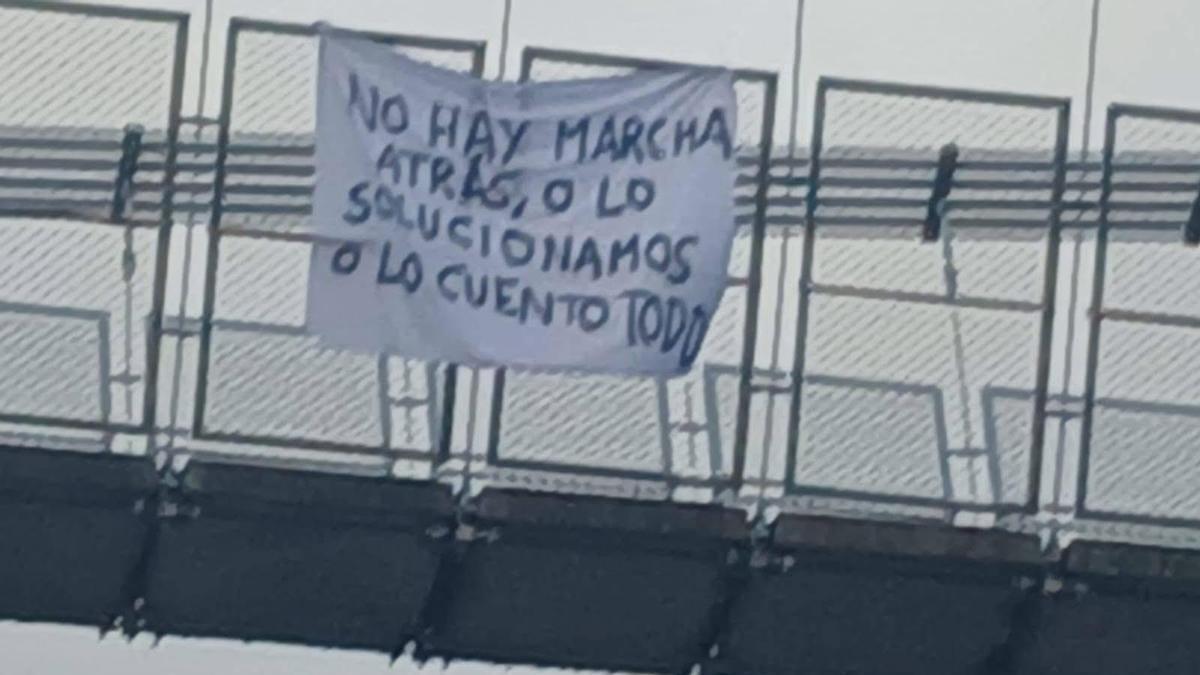 NO HAY MARCHA
ATRÁS, O LO
SOLUCIONAMOS
O LO CUENTO TODO